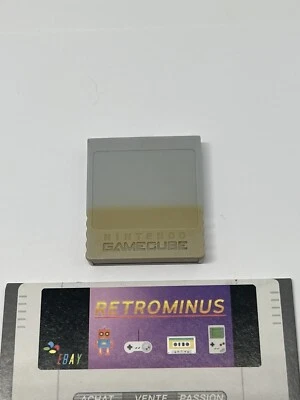 NINTENDO
GAMECUBE
RETROMINUS
EBAY
ACHAT VENTE PASSION